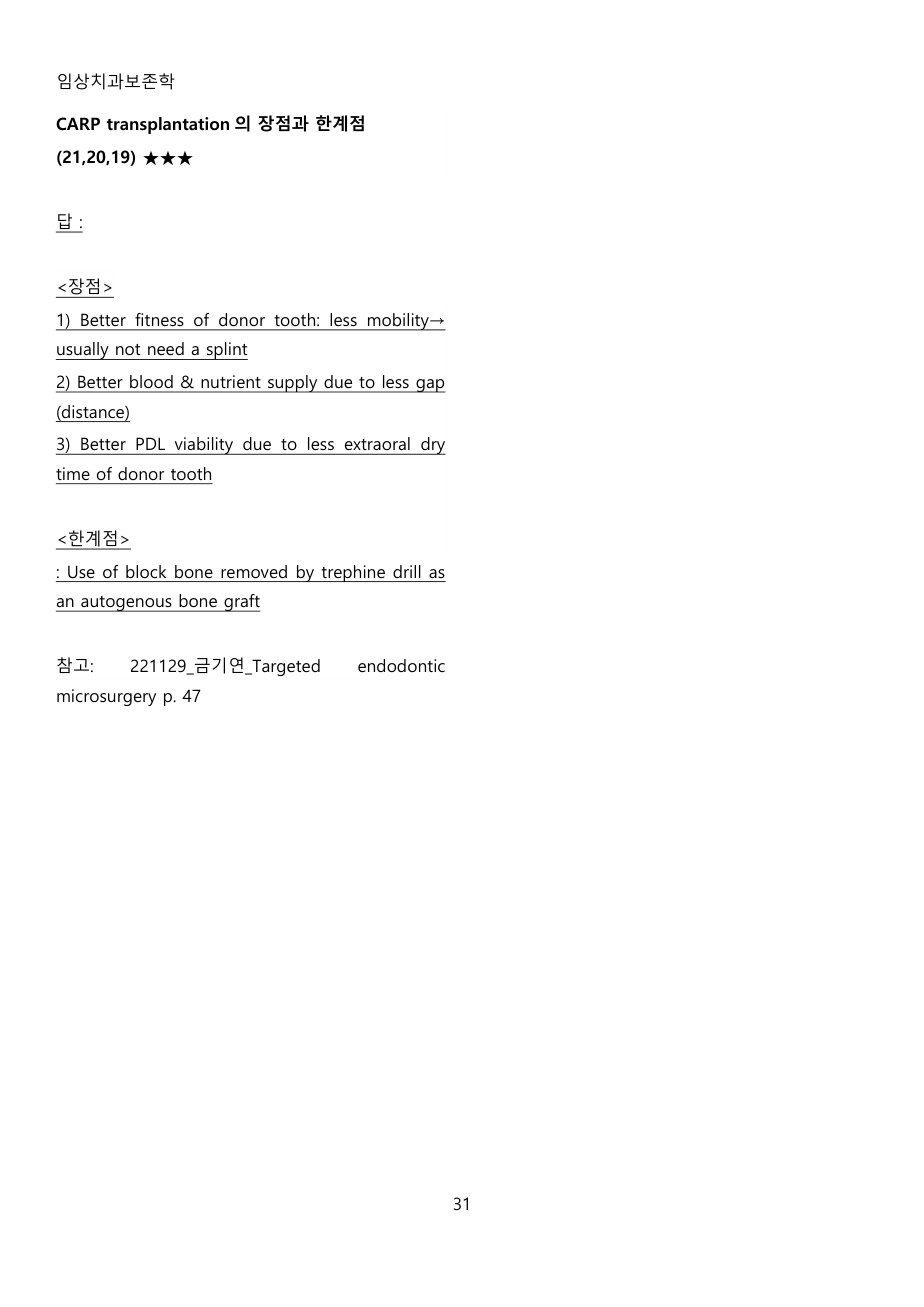 임상치과보존학
CARP transplantation 의 장점과 한계점
(21,20,19) ★★★
답 :
<장점>
1) Better fitness of donor tooth: less mobility→
usually not need a splint
2) Better blood & nutrient supply due to less gap
(distance)
3) Better PDL viability due to less extraoral dry
time of donor tooth
<한계점>
: Use of block bone removed by trephine drill as
an autogenous bone graft
참고: 221129_금기연_Targeted endodontic
microsurgery p. 47
31